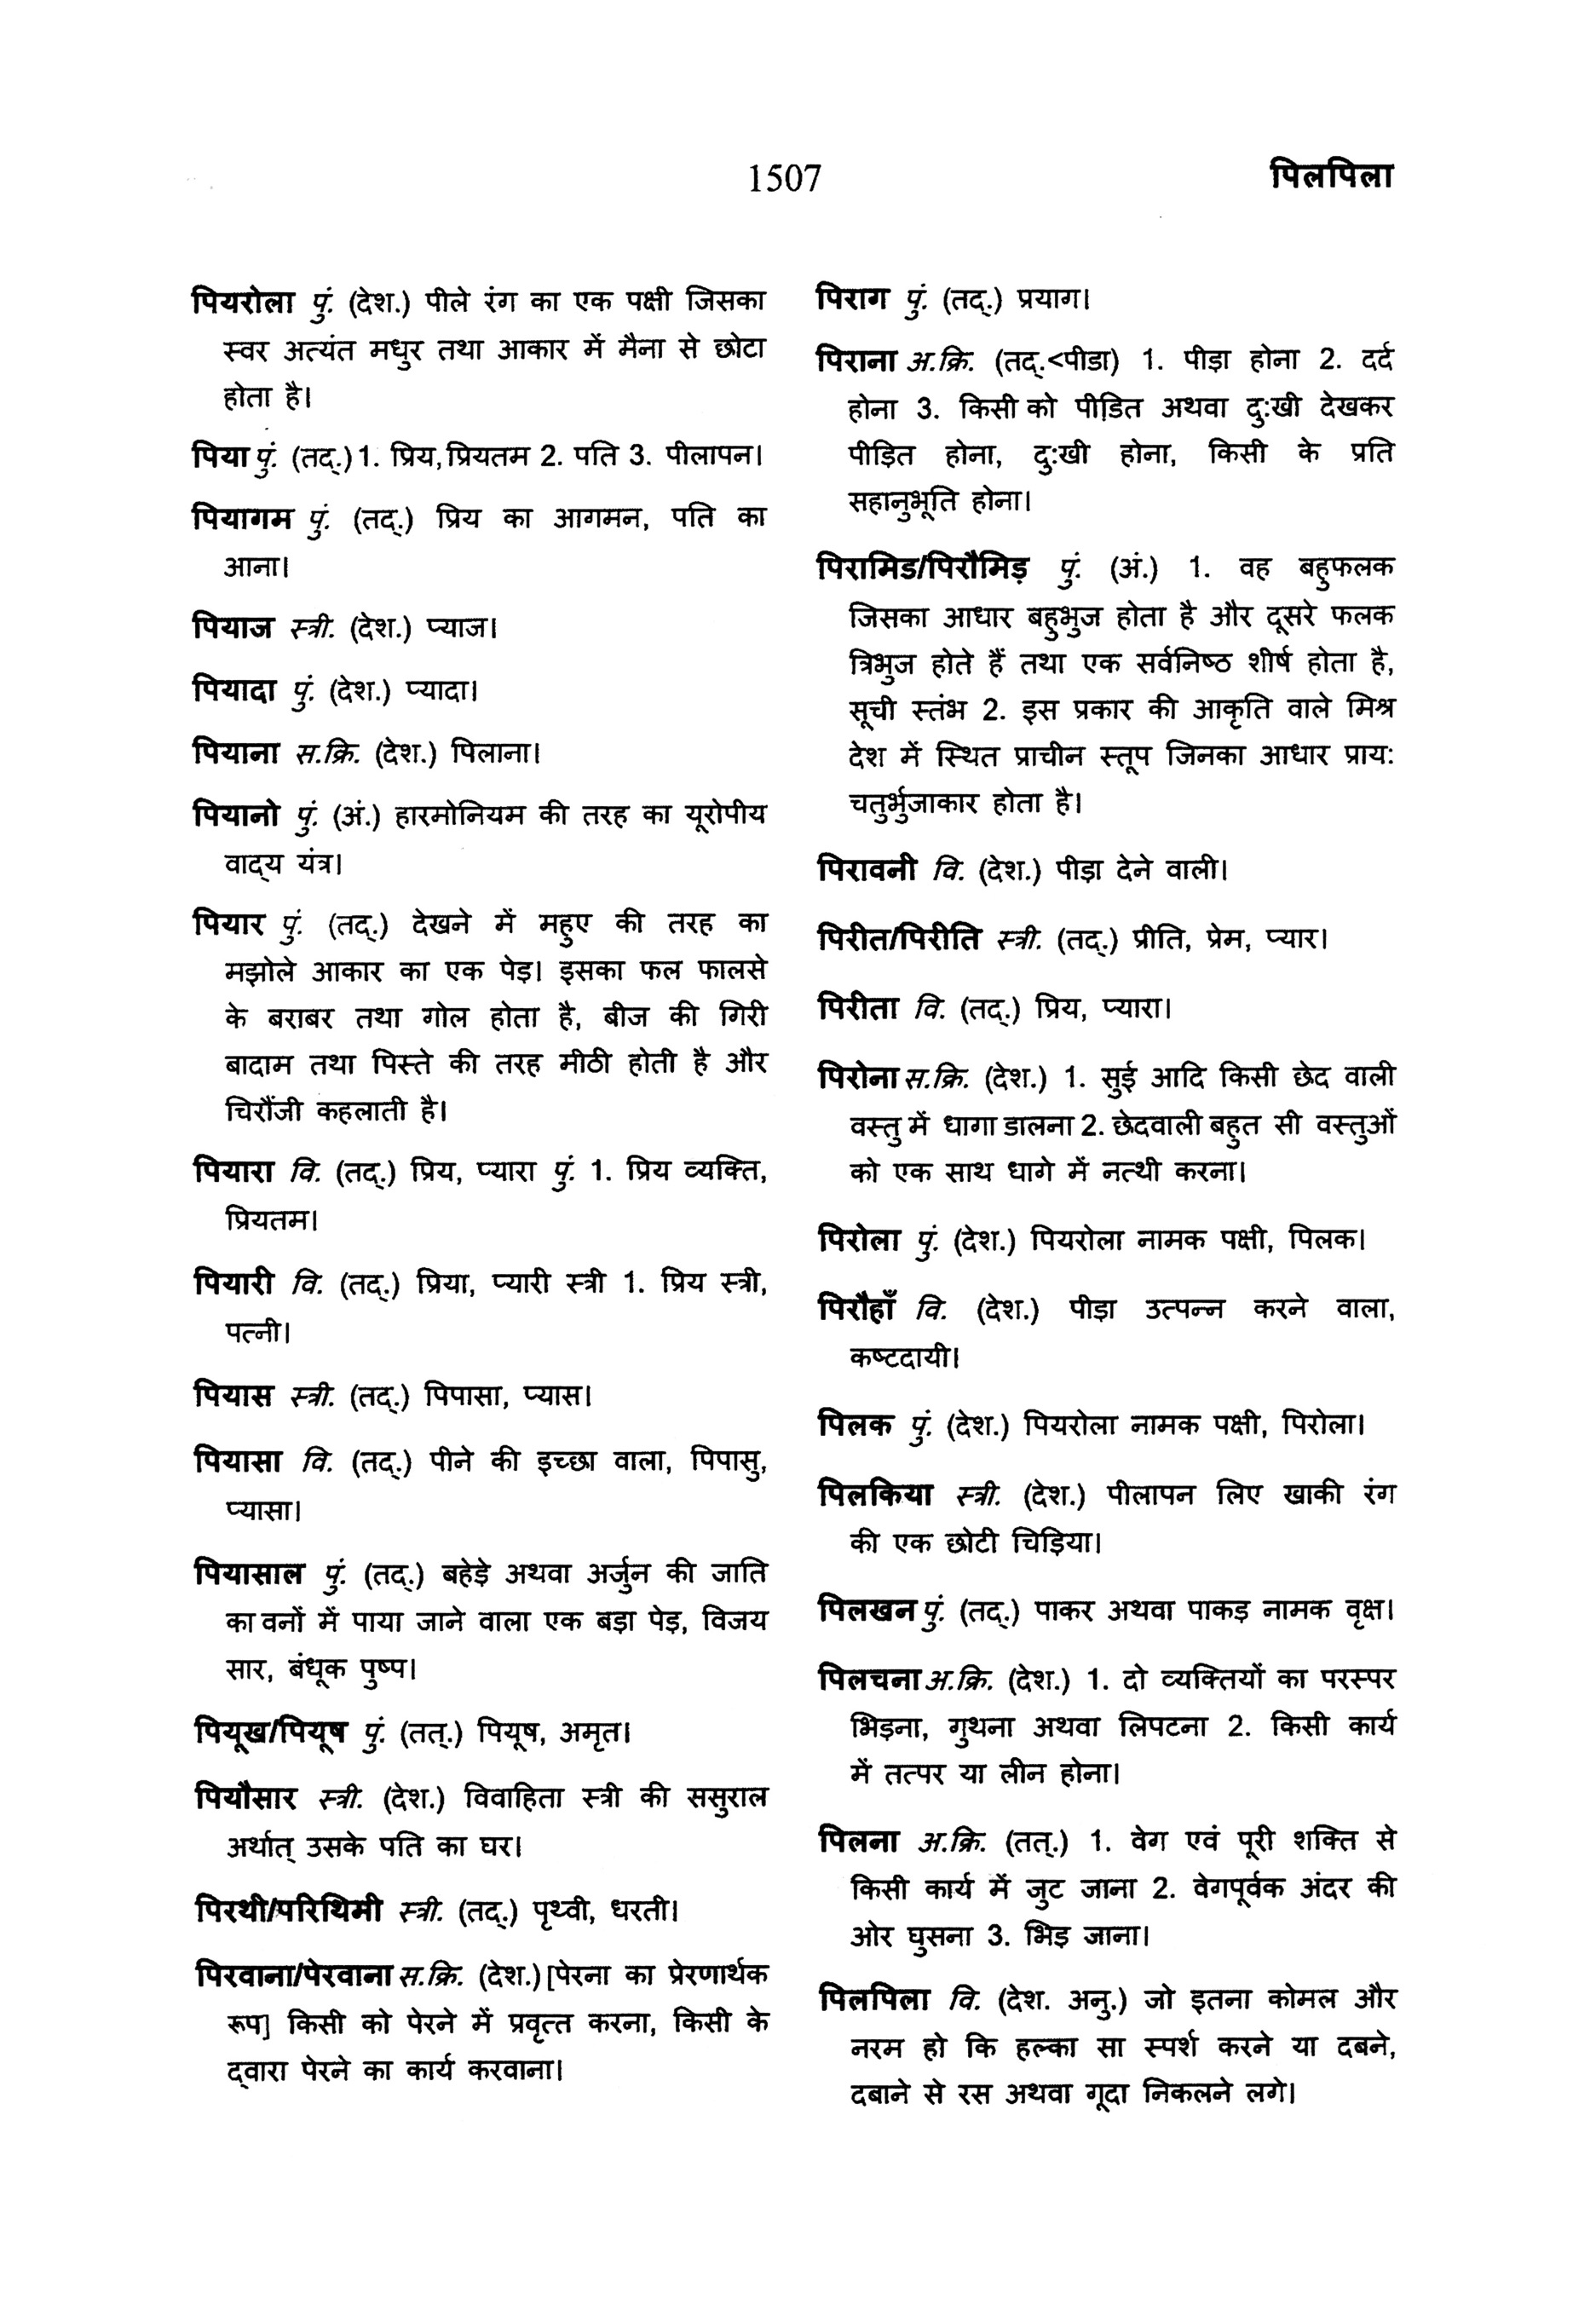 1507
पिलपिला
पियरोला पुं. (देश.) पीले रंग का एक पक्षी जिसका
स्वर अत्यंत मधुर तथा आकार में मैना से छोटा
होता है।
पिया पुं. (तद्.) 1. प्रिय, प्रियतम 2. पति 3. पीलापन।
पियागम पुं. (तद्.) प्रिय का आगमन, पति का
आना।
पियाज स्त्री. (देश.) प्याज।
पियादा पुं. (देश.) प्यादा।
पियाना स.क्रि. (देश.) पिलाना।
पियानो पुं. (अं.) हारमोनियम की तरह का यूरोपीय
वाद्‌य यंत्र।
पियार पुं. (तद्.) देखने में महुए की तरह का
मझोले आकार का एक पेड़। इसका फल फालसे
के बराबर तथा गोल होता है, बीज की गिरी
बादाम तथा पिस्ते की तरह मीठी होती है और
चिरौंजी कहलाती है।
पियारा वि. (तद्.) प्रिय, प्यारा पुं. 1. प्रिय व्यक्ति,
प्रियतम।
पियारी वि. (तद्.) प्रिया, प्यारी स्त्री 1. प्रिय स्त्री,
पत्नी।
पियास स्त्री. (तद्.) पिपासा, प्यास।
पियासा वि. (तद्.) पीने की इच्छा वाला, पिपासु,
प्यासा।
पियासाल पुं. (तद्.) बहेड़े अथवा अर्जुन की जाति
का वनों में पाया जाने वाला एक बड़ा पेड़, विजय
सार, बंधूक पुष्प।
पियूख/पियूष पुं. (तत्.) पियूष, अमृत।
पियौसार स्त्री. (देश.) विवाहिता स्त्री की ससुराल
अर्थात् उसके पति का घर।
पिरथी/परिथिमी स्त्री. (तद्.) पृथ्वी, धरती।
पिरवाना/पेरवाना स.क्रि. (देश.) [पेरना का प्रेरणार्थक
रूप] किसी को पेरने में प्रवृत्त करना, किसी के
द्‌वारा पेरने का कार्य करवाना।
पिराग पुं. (तद्.) प्रयाग।
पिराना अ.क्रि. (तद्.<पीडा) 1. पीड़ा होना 2. दर्द
होना 3. किसी को पीडि़त अथवा दु:खी देखकर
पीड़ित होना, दु:खी होना, किसी के प्रति
सहानुभूति होना।
पिरामिड/पिरौमिड़ पुं. (अं.) 1. वह बहुफलक
जिसका आधार बहुभुज होता है और दूसरे फलक
त्रिभुज होते हैं तथा एक सर्वनिष्ठ शीर्ष होता है,
सूची स्तंभ 2. इस प्रकार की आकृति वाले मिश्र
देश में स्थित प्राचीन स्तूप जिनका आधार प्राय:
चतुर्भुजाकार होता है।
पिरावनी वि. (देश.) पीड़ा देने वाली।
पिरीत/पिरीति स्त्री. (तद्.) प्रीति, प्रेम, प्यार।
पिरीता वि. (तद्.) प्रिय, प्यारा।
पिरोना स.क्रि. (देश.) 1. सुई आदि किसी छेद वाली
वस्तु में धागा डालना 2. छेदवाली बहुत सी वस्तुओं
को एक साथ धागे में नत्थी करना।
पिरोला पुं. (देश.) पियरोला नामक पक्षी, पिलक।
पिरौहाँ वि. (देश.) पीड़ा उत्पन्न करने वाला,
कष्टदायी।
पिलक पुं. (देश.) पियरोला नामक पक्षी, पिरोला।
पिलकिया स्त्री. (देश.) पीलापन लिए खाकी रंग
की एक छोटी चिड़िया।
पिलखन पुं. (तद्.) पाकर अथवा पाकड़ नामक वृक्ष।
पिलचना अ.क्रि. (देश.) 1. दो व्यक्तियों का परस्पर
भिड़ना, गुथना अथवा लिपटना 2. किसी कार्य
में तत्पर या लीन होना।
पिलना अ.क्रि. (तत्.) 1. वेग एवं पूरी शक्ति से
किसी कार्य में जुट जाना 2. वेगपूर्वक अंदर की
ओर घुसना 3. भिड़ जाना।
पिलपिला वि. (देश. अनु.) जो इतना कोमल और
नरम हो कि हल्का सा स्पर्श करने या दबने,
दबाने से रस अथवा गूदा निकलने लगे।